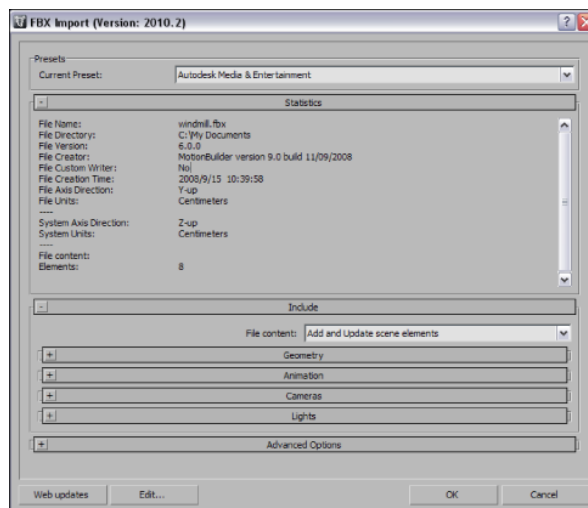 FBX Import (Version: 2010.2)
Presets
Current Preset: Autodesk Media & Entertainment
Statistics
File Name: windmill.fbx
File Directory: C:\My Documents
File Version: 6.0.0
File Creator: MotionBuilder version 9.0 build 11/09/2008
File Custom Writer: No
File Creation Time: 2008/9/15 10:39:58
File Axis Direction: Y-up
File Units: Centimeters
----
System Axis Direction: Z-up
System Units: Centimeters
----
File content:
Elements: 8
Include
File content: Add and Update scene elements
Geometry
Animation
Cameras
Lights
Advanced Options
Web updates Edit... OK Cancel